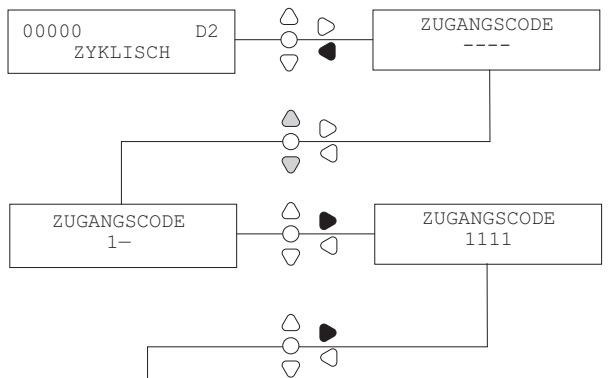 00000 D2
ZYKLISCH
ZUGANGSCODE
----
ZUGANGSCODE
1—
ZUGANGSCODE
1111